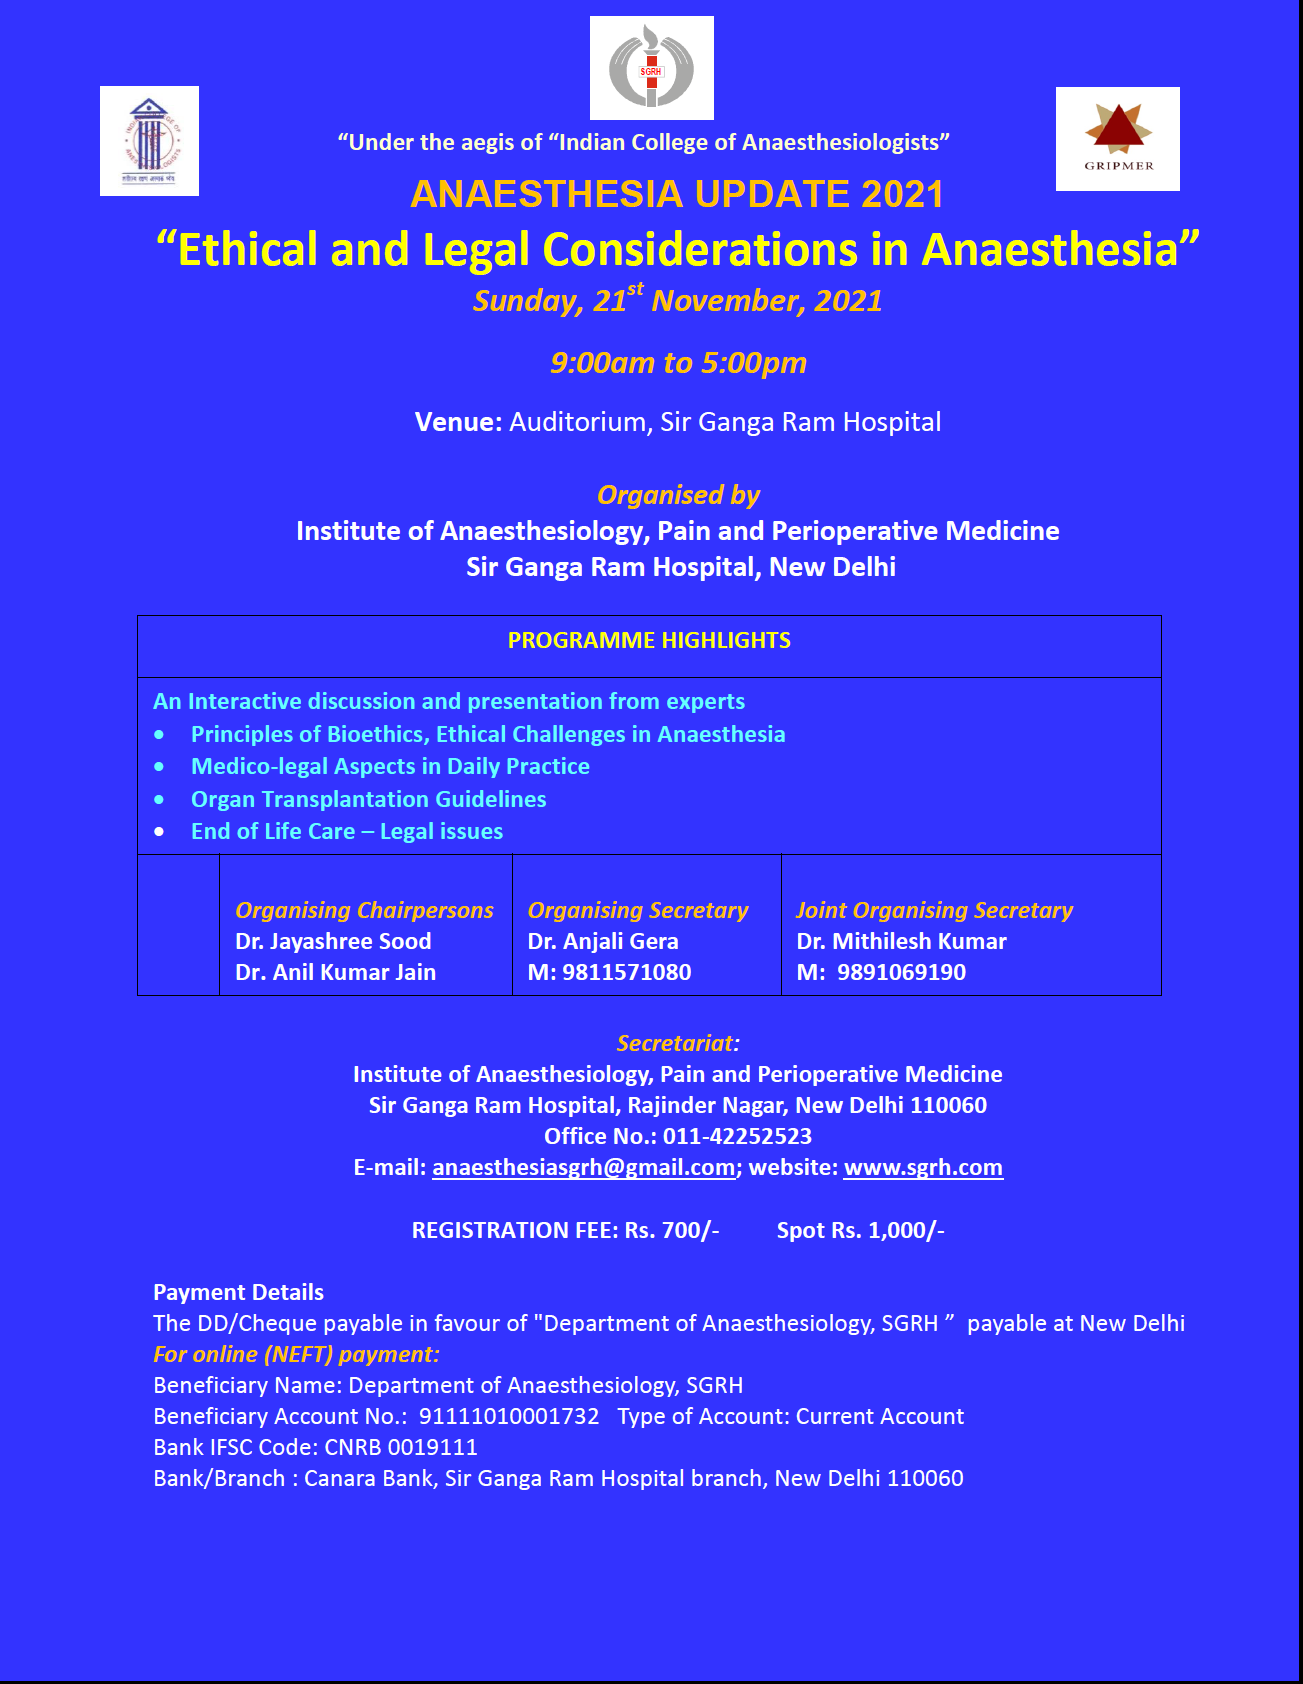 SGRH
GRIPMER
“Under the aegis of “Indian College of Anaesthesiologists”
ANAESTHESIA UPDATE 2021
“Ethical and Legal Considerations in Anaesthesia”
Sunday, 21st November, 2021
9:00am to 5:00pm
Venue: Auditorium, Sir Ganga Ram Hospital
Organised by
Institute of Anaesthesiology, Pain and Perioperative Medicine
Sir Ganga Ram Hospital, New Delhi
PROGRAMME HIGHLIGHTS
An Interactive discussion and presentation from experts
• Principles of Bioethics, Ethical Challenges in Anaesthesia
• Medico-legal Aspects in Daily Practice
• Organ Transplantation Guidelines
• End of Life Care – Legal issues
Organising Chairpersons
Dr. Jayashree Sood
Dr. Anil Kumar Jain
Organising Secretary
Dr. Anjali Gera
M: 9811571080
Joint Organising Secretary
Dr. Mithilesh Kumar
M:  9891069190
Secretariat:
Institute of Anaesthesiology, Pain and Perioperative Medicine
Sir Ganga Ram Hospital, Rajinder Nagar, New Delhi 110060
Office No.: 011-42252523
E-mail: anaesthesiasgrh@gmail.com; website: www.sgrh.com
REGISTRATION FEE: Rs. 700/-  Spot Rs. 1,000/-
Payment Details
The DD/Cheque payable in favour of "Department of Anaesthesiology, SGRH ”  payable at New Delhi
For online (NEFT) payment:
Beneficiary Name: Department of Anaesthesiology, SGRH
Beneficiary Account No.:  91111010001732   Type of Account: Current Account
Bank IFSC Code: CNRB 0019111
Bank/Branch : Canara Bank, Sir Ganga Ram Hospital branch, New Delhi 110060